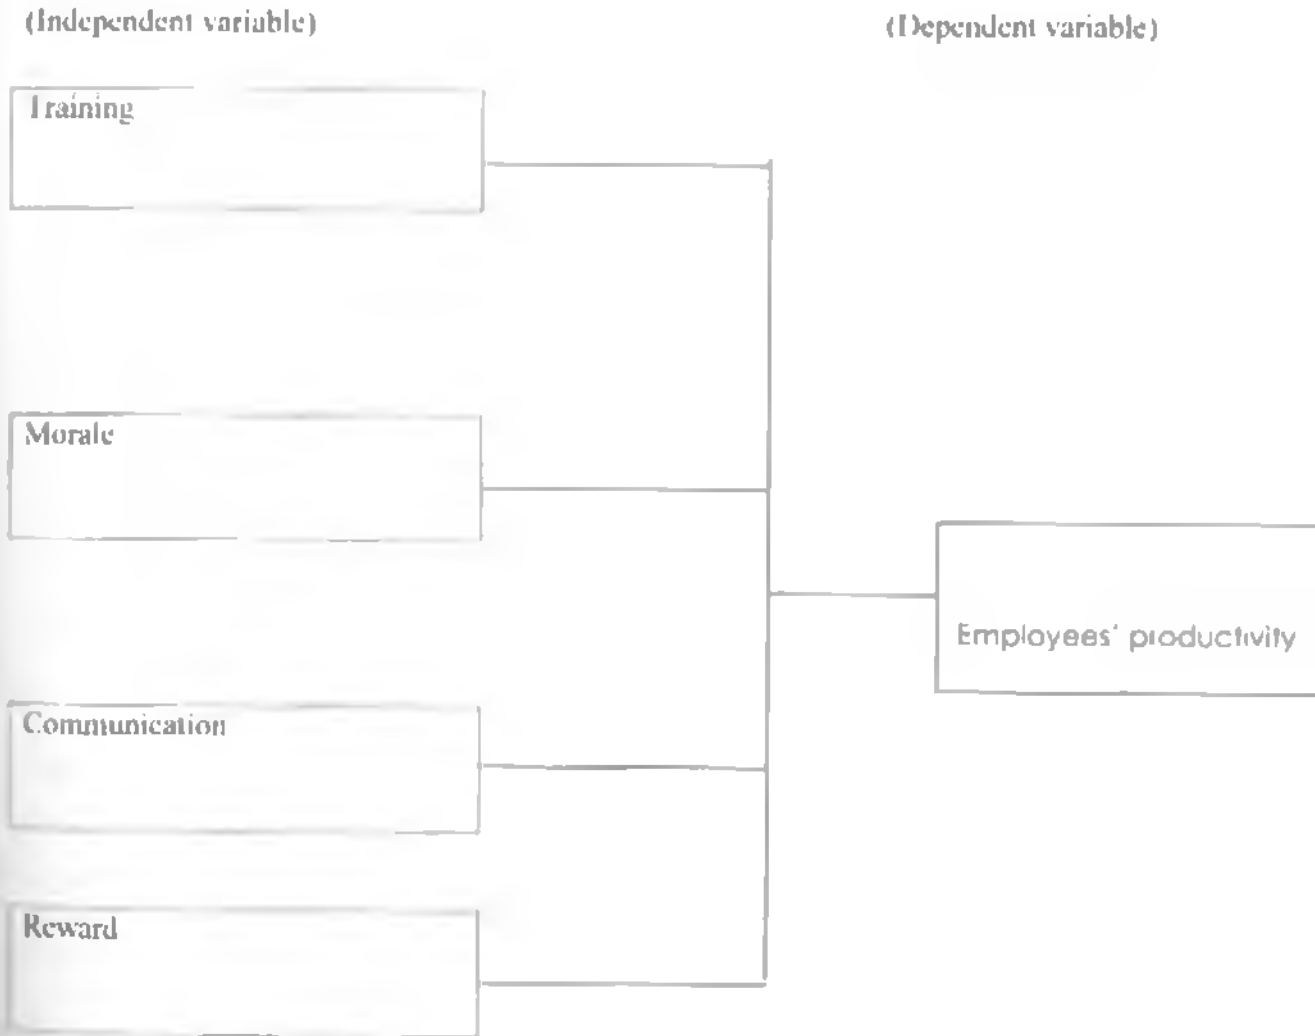 (Independent variable)
(Dependent variable)
Training
Morale
Employees' productivity
Communication
Reward